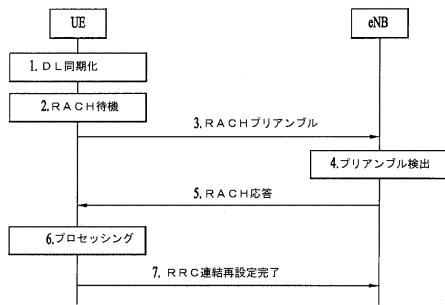 UE
eNB
1.DL同期化
2.RACH待機
3.RACHプリアンブル
4.プリアンブル検出
5.RACH応答
6.プロセッシング
7. RRC連結再設定完了